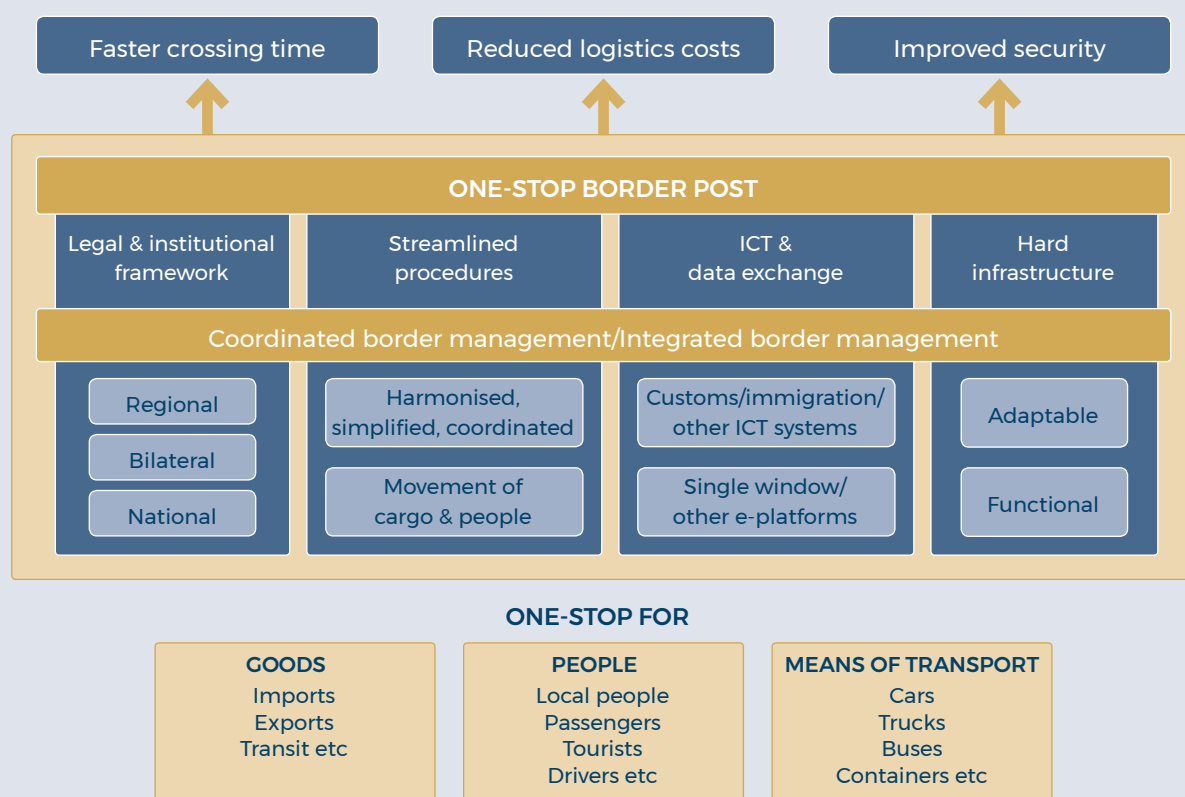 Faster crossing time
Reduced logistics costs
Improved security
ONE-STOP BORDER POST
Legal & institutional
framework
Streamlined
procedures
ICT &
data exchange
Hard
infrastructure
Coordinated border management/Integrated border management
Regional
Bilateral
National
Harmonised,
simplified, coordinated
Movement of
cargo & people
Customs/immigration/
other ICT systems
Single window/
other e-platforms
Adaptable
Functional
ONE-STOP FOR
GOODS
Imports
Exports
Transit etc
PEOPLE
Local people
Passengers
Tourists
Drivers etc
MEANS OF TRANSPORT
Cars
Trucks
Buses
Containers etc